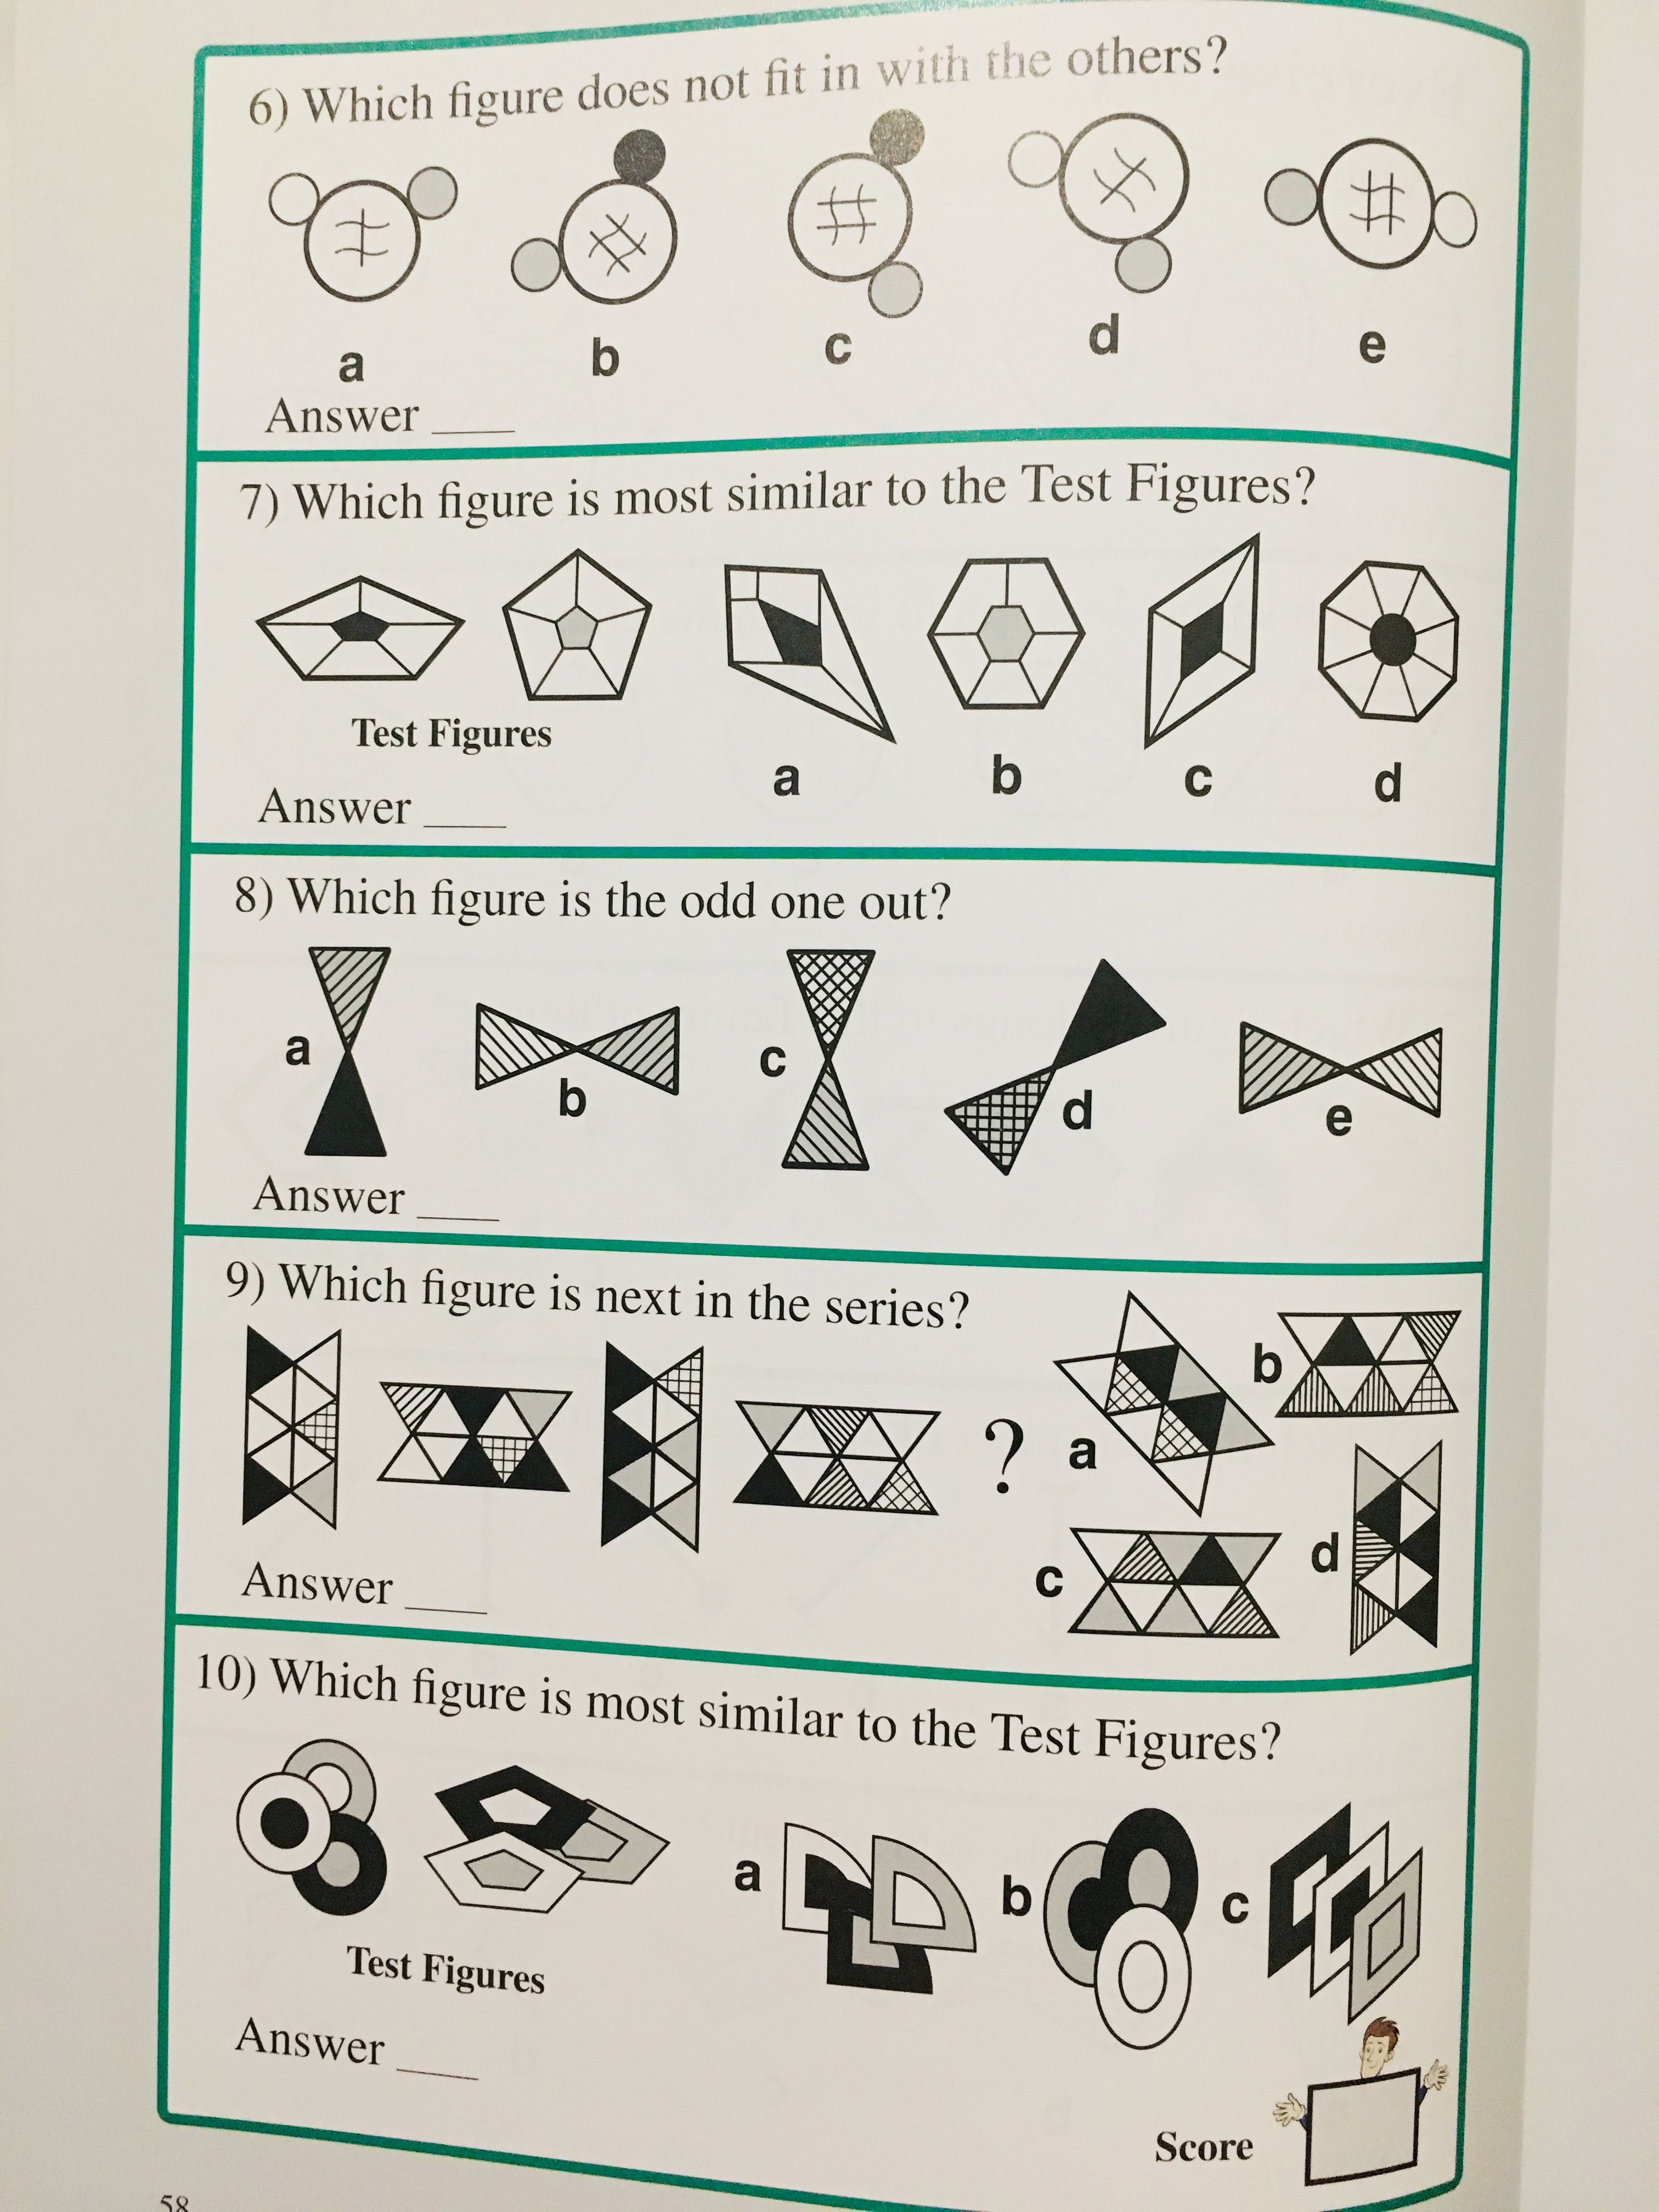 6) Which figure does not fit in with the others?
a b c d e
Answer ____
7) Which figure is most similar to the Test Figures?
Test Figures
a b c d
Answer ____
8) Which figure is the odd one out?
a b c d e
Answer ____
9) Which figure is next in the series?
?
a b
c d
Answer ____
10) Which figure is most similar to the Test Figures?
a b c
Test Figures
Answer ____
Score
58